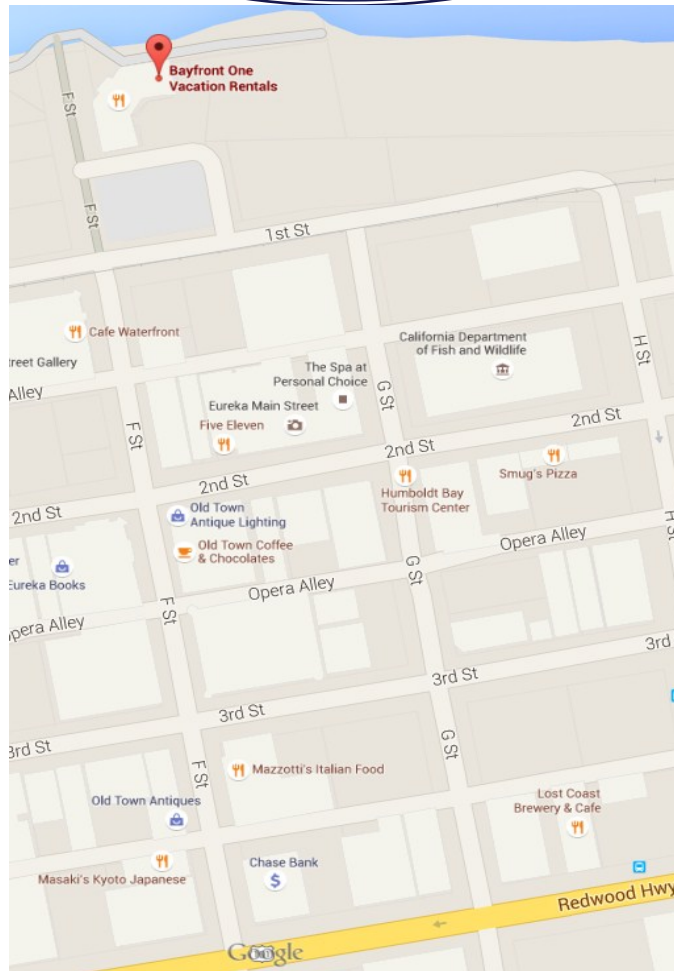 Bayfront One
Vacation Rentals
F St
F St
1st St
Cafe Waterfront
California Department
of Fish and Wildlife
treet Gallery
The Spa at
Personal Choice
H St
Alley
G St
Eureka Main Street
Five Eleven
F St
2nd St
2nd St
Smug's Pizza
2nd St
Humboldt Bay
Tourism Center
2nd St
Old Town
Antique Lighting
H St
Opera Alley
Old Town Coffee
& Chocolates
er
Eureka Books
G St
Opera Alley
F St
Opera Alley
3rd
3rd St
3rd St
G St
3rd St
F St
Mazzotti's Italian Food
Lost Coast
Brewery & Cafe
Old Town Antiques
Chase Bank
$
Masaki's Kyoto Japanese
Redwood Hwy
Google